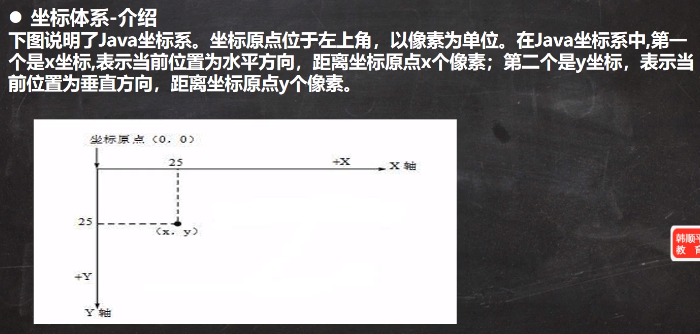 ● 坐标体系-介绍
下图说明了Java坐标系。坐标原点位于左上角，以像素为单位。在Java坐标系中,第一
个是x坐标,表示当前位置为水平方向，距离坐标原点x个像素；第二个是y坐标，表示当
前位置为垂直方向，距离坐标原点y个像素。
坐标原点（0，0）
25
+X
X 轴
25
(x，y)
+Y
Y 轴
韩顺平
教 育